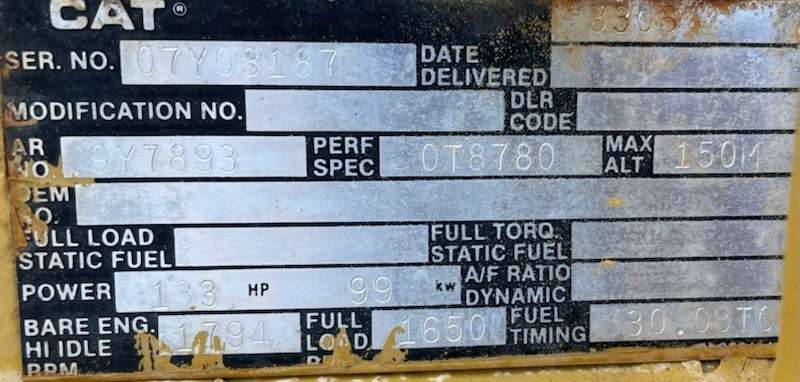 CAT®
SER. NO. 07Y03187 DATE DELIVERED
MODIFICATION NO. DLR CODE
AR NO. 9Y7893 PERF SPEC 0T8780 MAX ALT 150M
OEM NO.
FULL LOAD STATIC FUEL FULL TORQ. STATIC FUEL
POWER 133 HP 99 KW A/F RATIO DYNAMIC
BARE ENG. HI IDLE RPM 1794 FULL LOAD 1650 FUEL TIMING